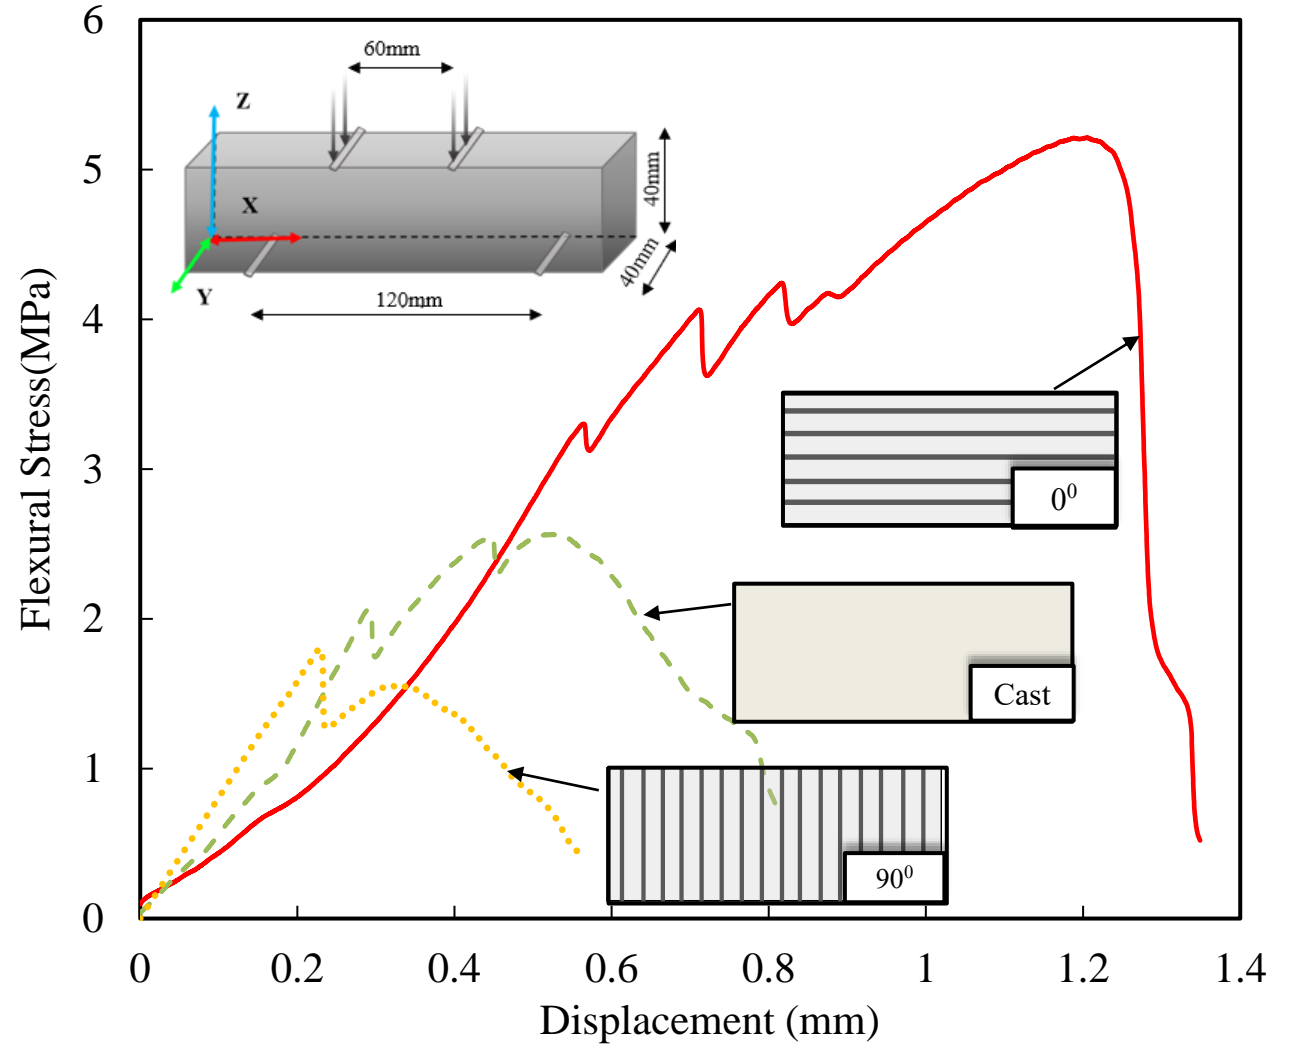 6
5
4
3
2
1
0
Flexural Stress(MPa)
60mm
Z
X
Y
40mm
40mm
120mm
0⁰
Cast
90⁰
0
0.2
0.4
0.6
0.8
1
1.2
1.4
Displacement (mm)